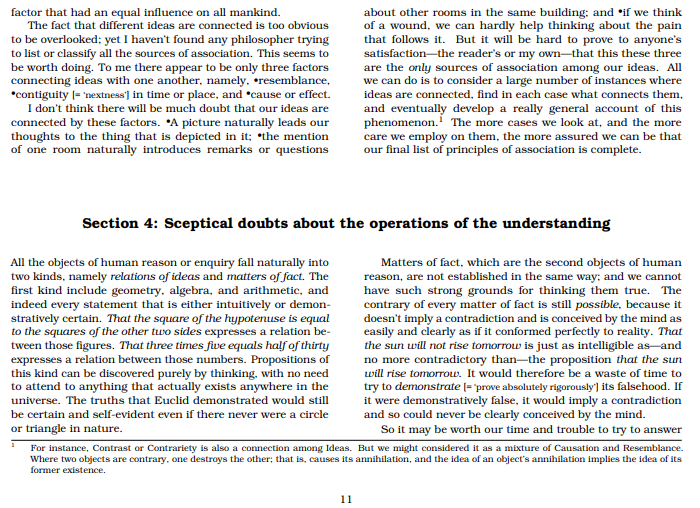 factor that had an equal influence on all mankind.
The fact that different ideas are connected is too obvious
to be overlooked; yet I haven't found any philosopher trying
to list or classify all the sources of association. This seems to
be worth doing. To me there appear to be only three factors
connecting ideas with one another, namely, •resemblance,
•contiguity [= 'nextness'] in time or place, and •cause or effect.
I don't think there will be much doubt that our ideas are
connected by these factors. •A picture naturally leads our
thoughts to the thing that is depicted in it; •the mention
of one room naturally introduces remarks or questions
about other rooms in the same building; and •if we think
of a wound, we can hardly help thinking about the pain
that follows it. But it will be hard to prove to anyone's
satisfaction—the reader's or my own—that this these three
are the only sources of association among our ideas. All
we can do is to consider a large number of instances where
ideas are connected, find in each case what connects them,
and eventually develop a really general account of this
phenomenon.1 The more cases we look at, and the more
care we employ on them, the more assured we can be that
our final list of principles of association is complete.
Section 4: Sceptical doubts about the operations of the understanding
All the objects of human reason or enquiry fall naturally into
two kinds, namely relations of ideas and matters of fact. The
first kind include geometry, algebra, and arithmetic, and
indeed every statement that is either intuitively or demon-
stratively certain. That the square of the hypotenuse is equal
to the squares of the other two sides expresses a relation be-
tween those figures. That three times five equals half of thirty
expresses a relation between those numbers. Propositions of
this kind can be discovered purely by thinking, with no need
to attend to anything that actually exists anywhere in the
universe. The truths that Euclid demonstrated would still
be certain and self-evident even if there never were a circle
or triangle in nature.
Matters of fact, which are the second objects of human
reason, are not established in the same way; and we cannot
have such strong grounds for thinking them true. The
contrary of every matter of fact is still possible, because it
doesn't imply a contradiction and is conceived by the mind as
easily and clearly as if it conformed perfectly to reality. That
the sun will not rise tomorrow is just as intelligible as—and
no more contradictory than—the proposition that the sun
will rise tomorrow. It would therefore be a waste of time to
try to demonstrate [= 'prove absolutely rigorously'] its falsehood. If
it were demonstratively false, it would imply a contradiction
and so could never be clearly conceived by the mind.
So it may be worth our time and trouble to try to answer
1 For instance, Contrast or Contrariety is also a connection among Ideas. But we might considered it as a mixture of Causation and Resemblance.
Where two objects are contrary, one destroys the other; that is, causes its annihilation, and the idea of an object's annihilation implies the idea of its
former existence.
11